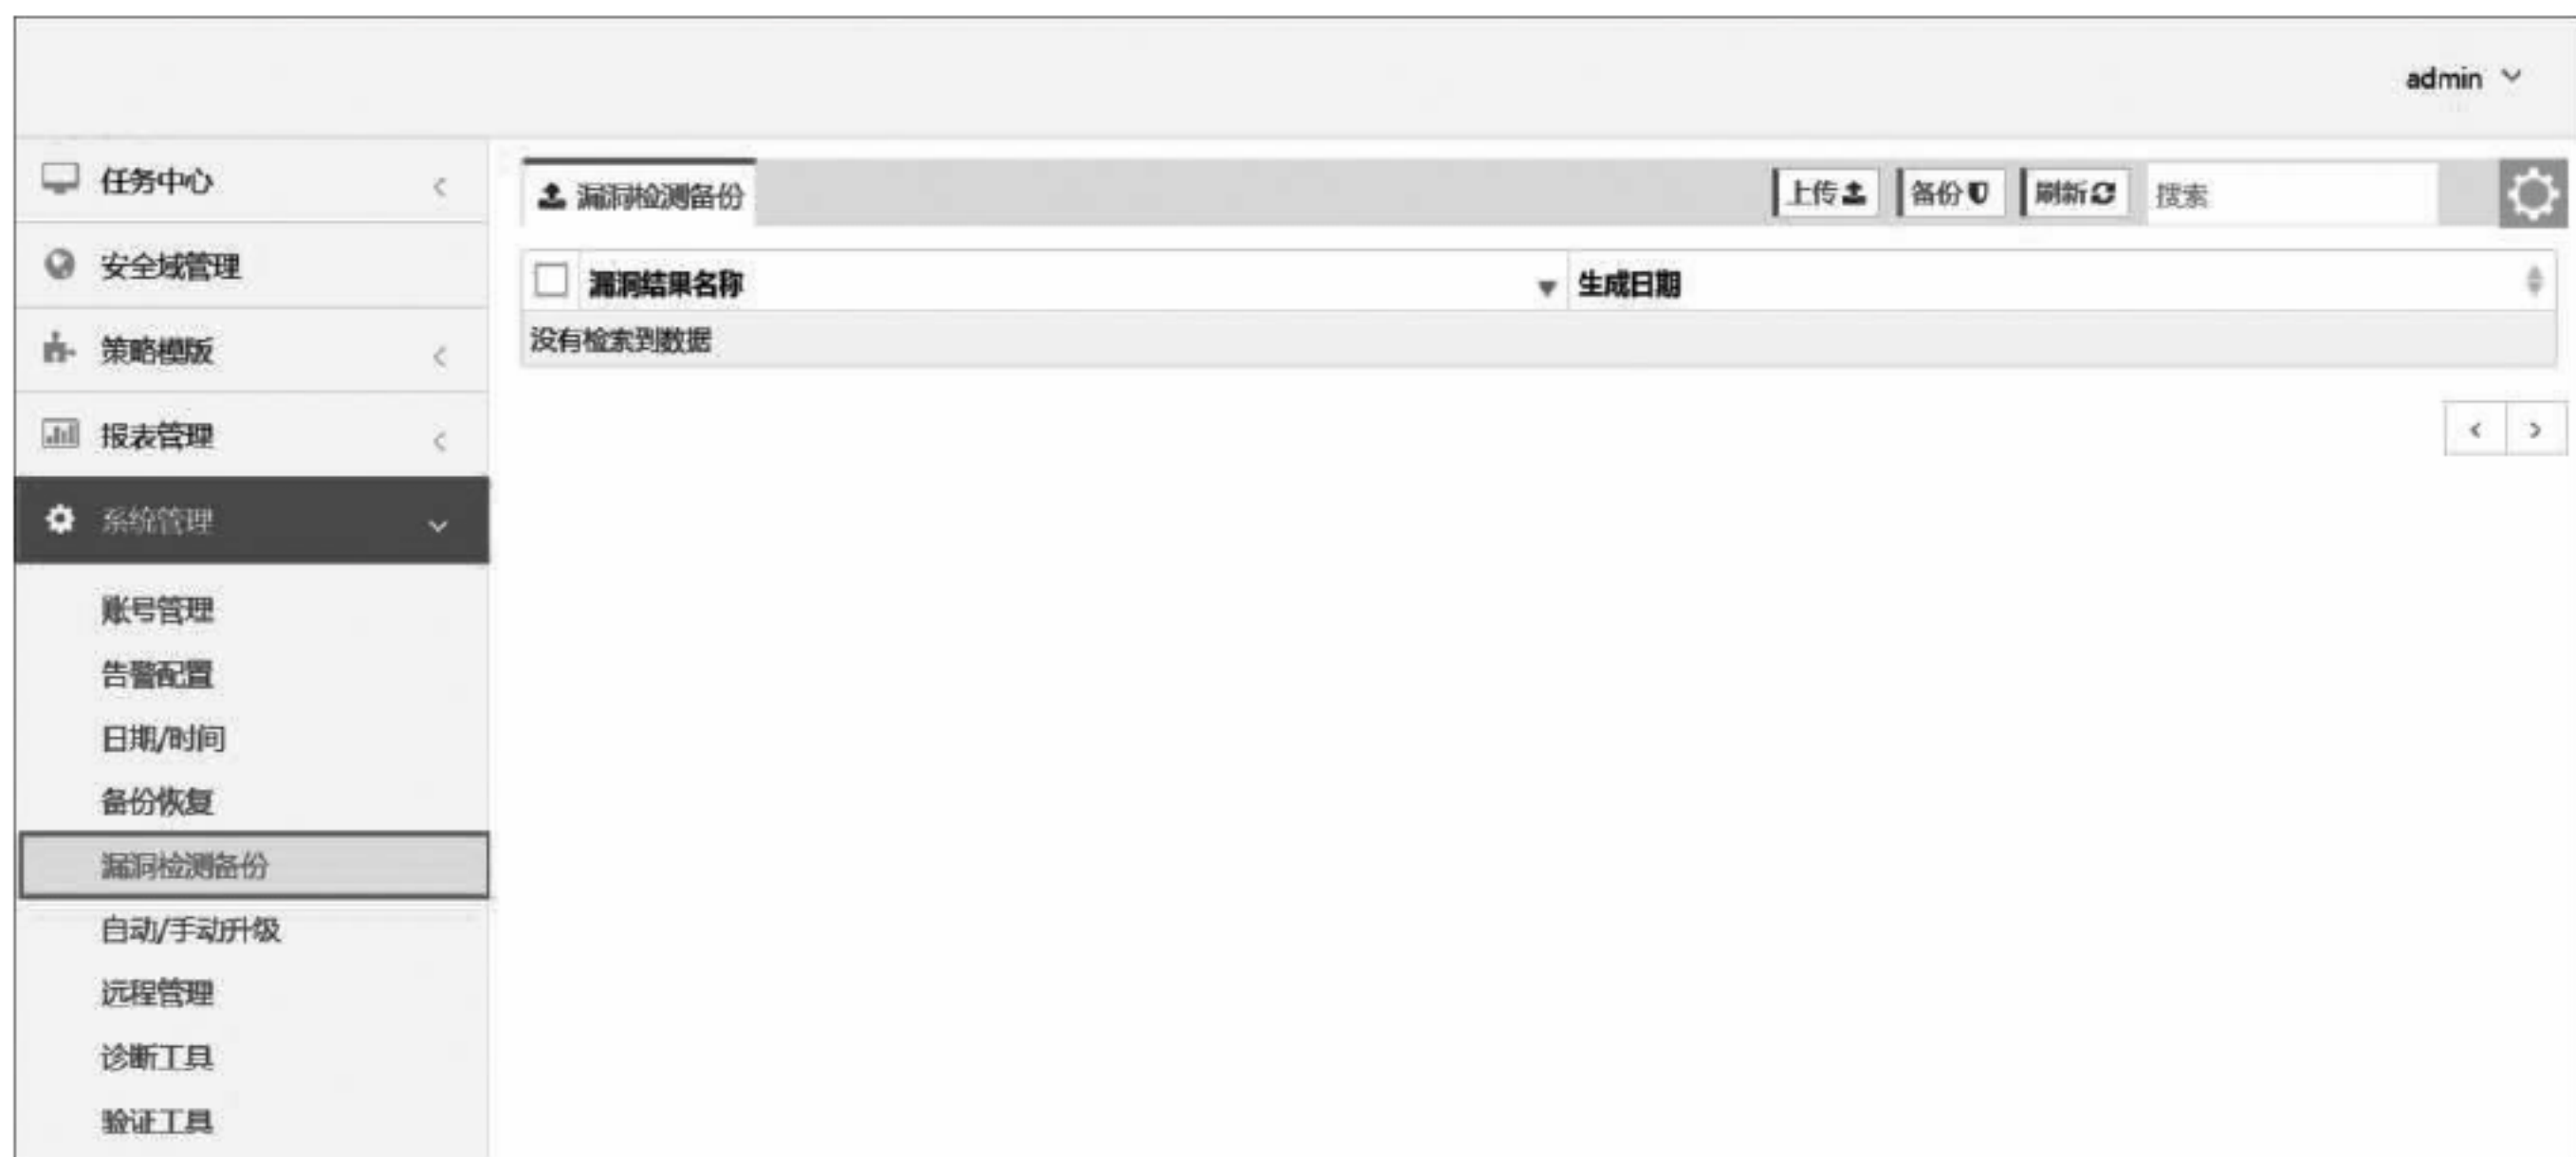 admin
任务中心
安全域管理
策略模版
报表管理
系统管理
账号管理
告警配置
日期/时间
备份恢复
漏洞检测备份
自动/手动升级
远程管理
诊断工具
验证工具
漏洞检测备份
上传 备份 刷新 搜索
漏洞结果名称 生成日期
没有检索到数据